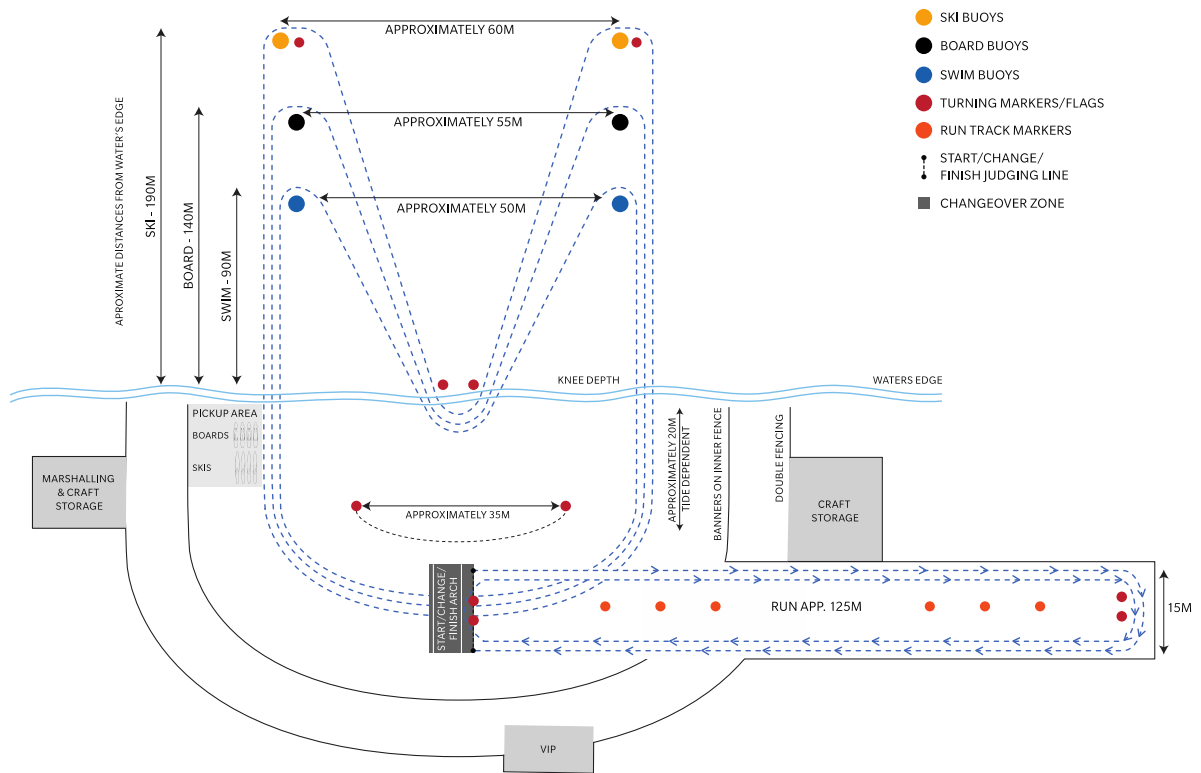 APPROXIMATELY 60M
APPROXIMATELY 55M
APPROXIMATELY 50M
APROXIMATE DISTANCES FROM WATER'S EDGE
SKI - 190M
BOARD - 140M
SWIM - 90M
SKI BUOYS
BOARD BUOYS
SWIM BUOYS
TURNING MARKERS/FLAGS
RUN TRACK MARKERS
START/CHANGE/
FINISH JUDGING LINE
CHANGEOVER ZONE
KNEE DEPTH
WATERS EDGE
PICKUP AREA
BOARDS
SKIS
MARSHALLING
& CRAFT
STORAGE
APPROXIMATELY 35M
APPROXIMATELY 20M
TIDE DEPENDENT
BANNERS ON INNER FENCE
DOUBLE FENCING
CRAFT
STORAGE
START/CHANGE/
FINISH ARCH
RUN APP. 125M
15M
VIP